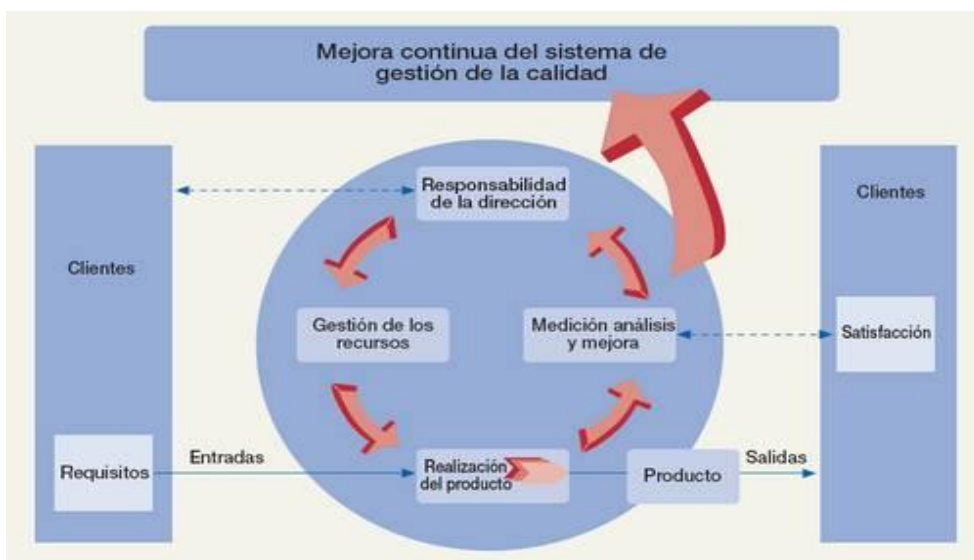 Mejora continua del sistema de
gestión de la calidad
Responsabilidad
de la dirección
Clientes
Clientes
Gestión de los
recursos
Medición análisis
y mejora
Satisfacción
Requisitos
Entradas
Realización
del producto
Producto
Salidas